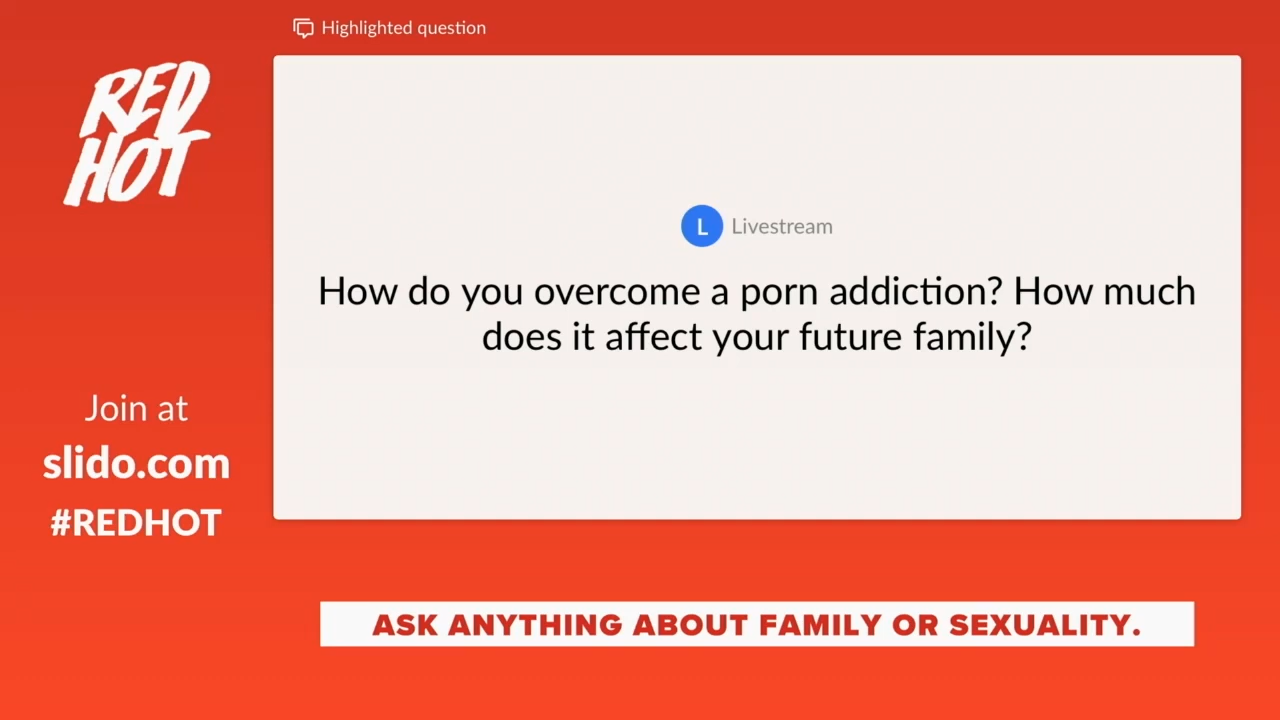 Highlighted question
RED
HOT
L Livestream
How do you overcome a porn addiction? How much
does it affect your future family?
Join at
slido.com
#REDHOT
ASK ANYTHING ABOUT FAMILY OR SEXUALITY.